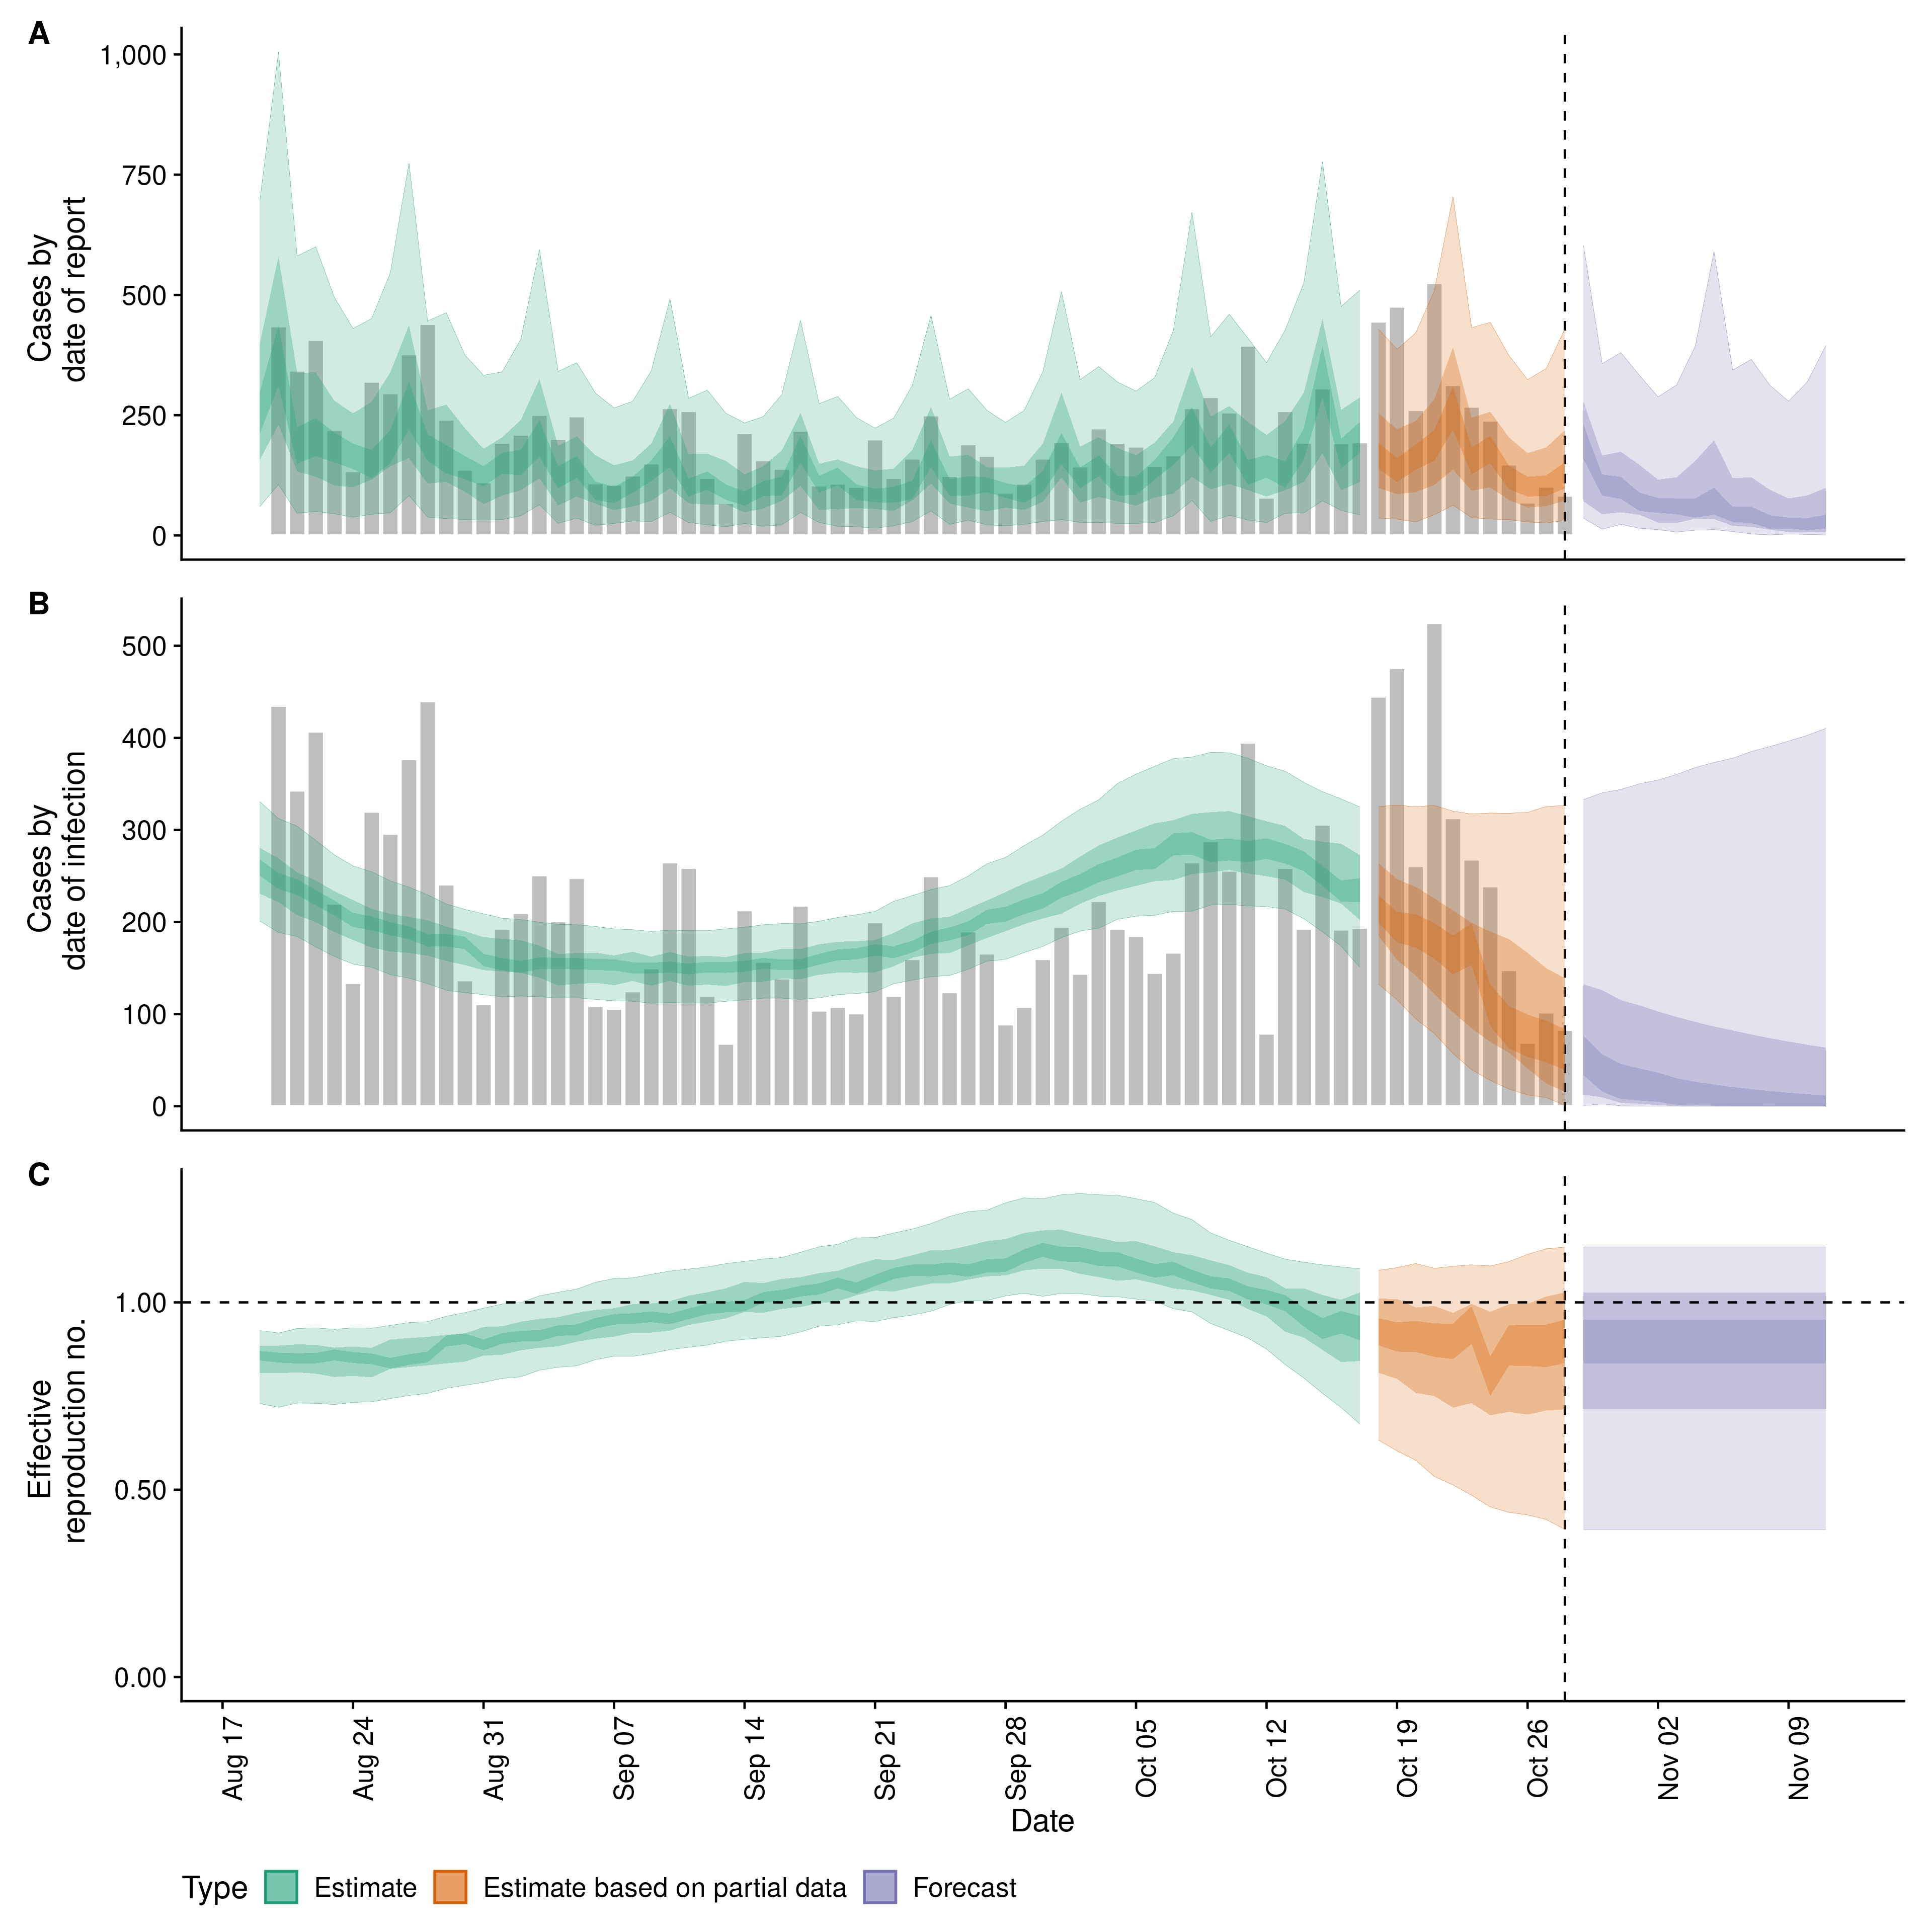 A
1,000
750
500
250
0
Cases by
date of report
B
500
400
300
200
100
0
Cases by
date of infection
C
1.00
0.50
0.00
Effective
reproduction no.
Aug 17
Aug 24
Aug 31
Sep 07
Sep 14
Sep 21
Sep 28
Oct 05
Oct 12
Oct 19
Oct 26
Nov 02
Nov 09
Date
Type Estimate Estimate based on partial data Forecast